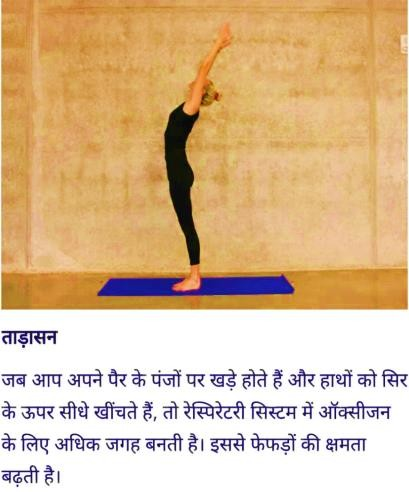 ताड़ासन
जब आप अपने पैर के पंजों पर खड़े होते हैं और हाथों को सिर
के ऊपर सीधे खींचते हैं, तो रेस्पिरेटरी सिस्टम में ऑक्सीजन
के लिए अधिक जगह बनती है। इससे फेफड़ों की क्षमता
बढ़ती है।